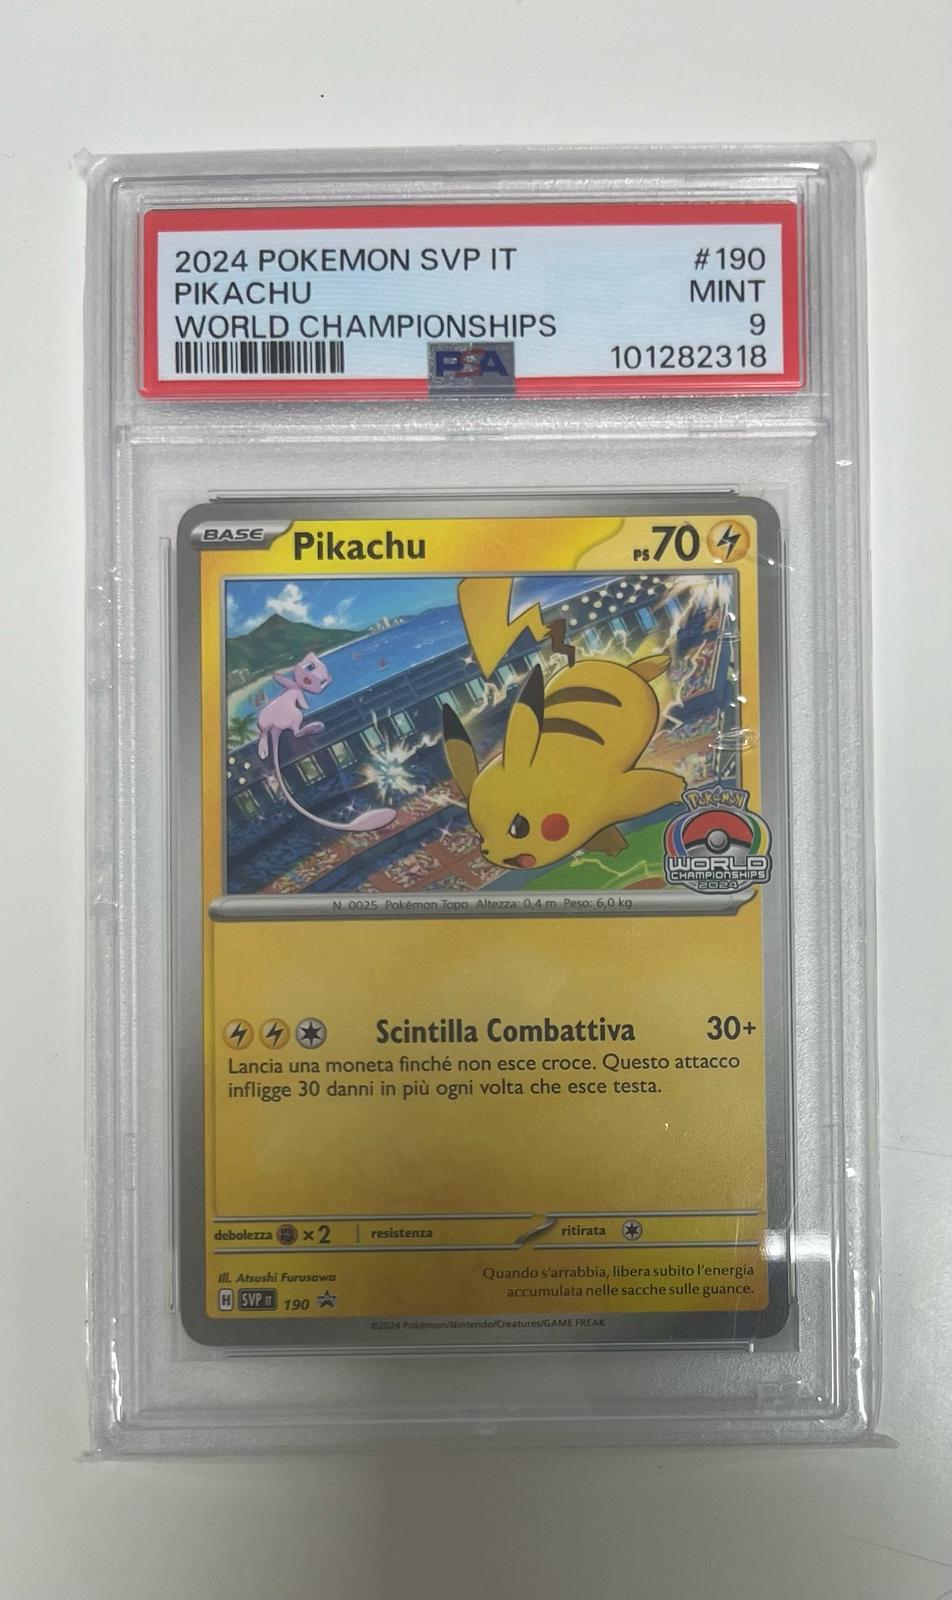 2024 POKEMON SVP IT #190
PIKACHU MINT
WORLD CHAMPIONSHIPS 9
PSA 101282318
BASE Pikachu PS 70
POKéMON
WORLD
CHAMPIONSHIPS
2024
N. 0025 Pokémon Topo Altezza: 0,4 m Peso: 6,0 kg
Scintilla Combattiva 30+
Lancia una moneta finché non esce croce. Questo attacco
infligge 30 danni in più ogni volta che esce testa.
debolezza ×2 resistenza ritirata
Ill. Atsushi Furusawa
Quando s'arrabbia, libera subito l'energia
accumulata nelle sacche sulle guance.
H SVP IT 190
©2024 Pokémon/Nintendo/Creatures/GAME FREAK
PSA